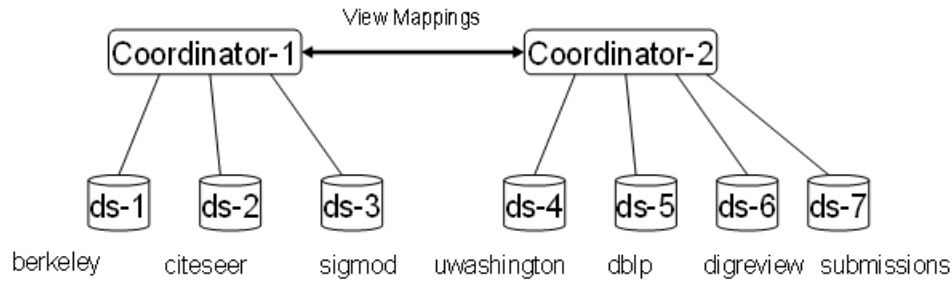 View Mappings
Coordinator-1 Coordinator-2
ds-1 ds-2 ds-3 ds-4 ds-5 ds-6 ds-7
berkeley citeseer sigmod uwashington dblp digreview submissions